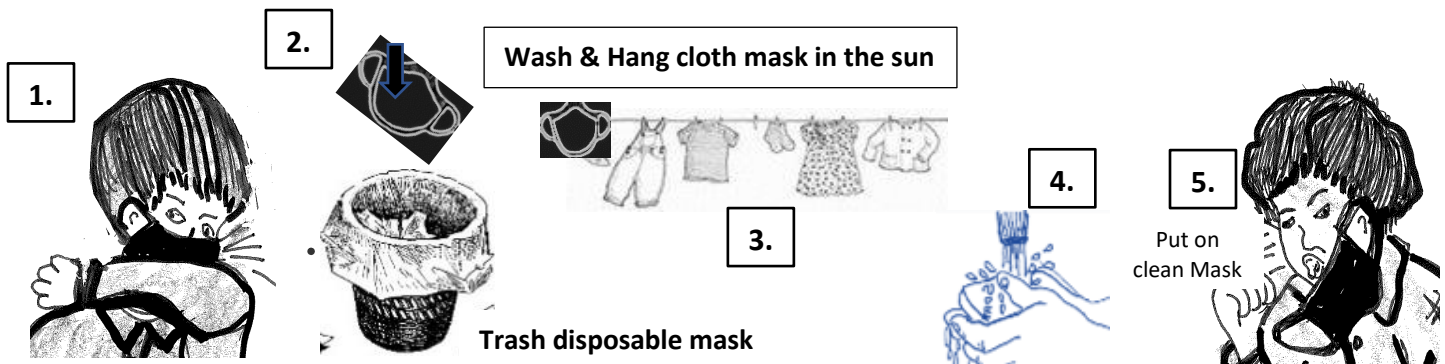 1.
2.
Trash disposable mask
Wash & Hang cloth mask in the sun
3.
4.
5.
Put on
clean Mask